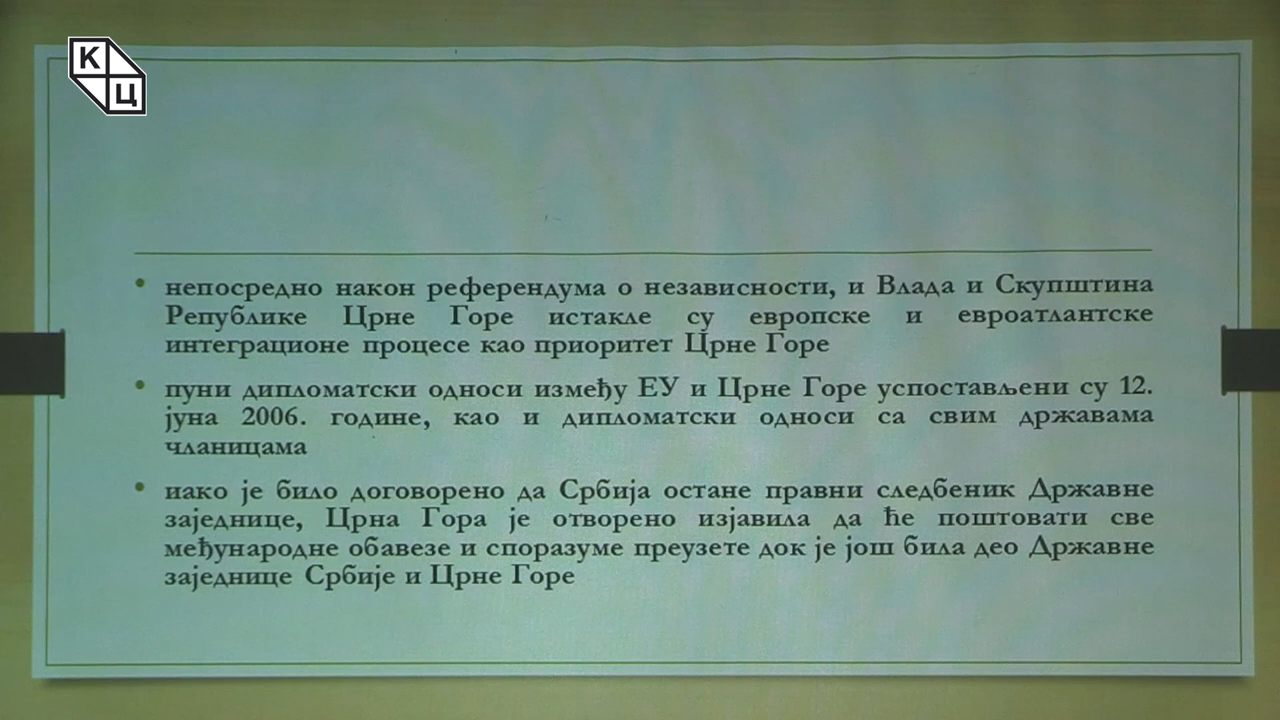 К
Ц
непосредно након референдума о независности, и Влада и Скупштина
Републике Црне Горе истакле су европске и евроатлантске
интеграционе процесе као приоритет Црне Горе
пуни дипломатски односи између ЕУ и Црне Горе успостављени су 12.
јуна 2006. године, као и дипломатски односи са свим државама
чланицама
иако је било договорено да Србија остане правни следбеник Државне
заједнице, Црна Гора је отворено изјавила да ће поштовати све
међународне обавезе и споразуме преузете док је још била део Државне
заједнице Србије и Црне Горе